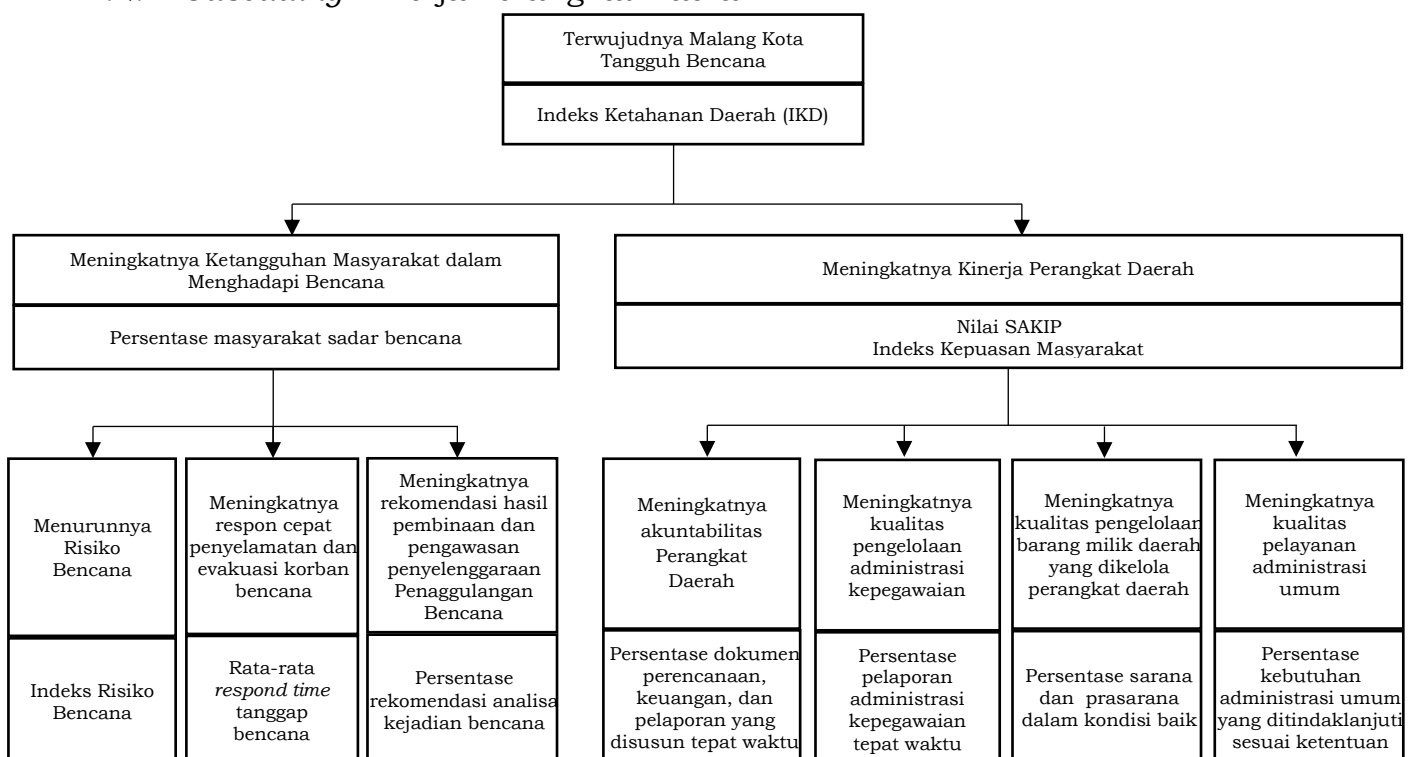 Terwujudnya Malang Kota
Tangguh Bencana
Indeks Ketahanan Daerah (IKD)
Meningkatnya Ketangguhan Masyarakat dalam
Menghadapi Bencana
Persentase masyarakat sadar bencana
Meningkatnya Kinerja Perangkat Daerah
Nilai SAKIP
Indeks Kepuasan Masyarakat
Menurunnya
Risiko
Bencana
Indeks Risiko
Bencana
Meningkatnya
respon cepat
penyelamatan dan
evakuasi korban
bencana
Rata-rata
respond time
tanggap
bencana
Meningkatnya
rekomendasi hasil
pembinaan dan
pengawasan
penyelenggaraan
Penaggulangan
Bencana
Persentase
rekomendasi analisa
kejadian bencana
Meningkatnya
akuntabilitas
Perangkat
Daerah
Persentase dokumen
perencanaan,
keuangan, dan
pelaporan yang
disusun tepat waktu
Meningkatnya
kualitas
pengelolaan
administrasi
kepegawaian
Persentase
pelaporan
administrasi
kepegawaian
tepat waktu
Meningkatnya
kualitas pengelolaan
barang milik daerah
yang dikelola
perangkat daerah
Persentase sarana
dan prasarana
dalam kondisi baik
Meningkatnya
kualitas
pelayanan
administrasi
umum
Persentase
kebutuhan
administrasi umum
yang ditindaklanjuti
sesuai ketentuan